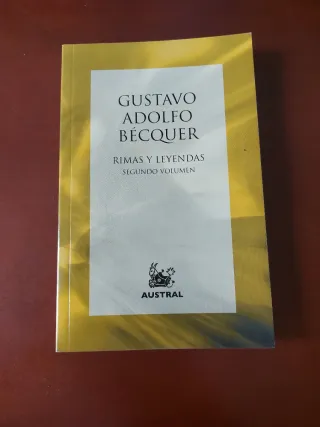 GUSTAVO
ADOLFO
BÉCQUER
RIMAS Y LEYENDAS
SEGUNDO VOLUMEN
AUSTRAL